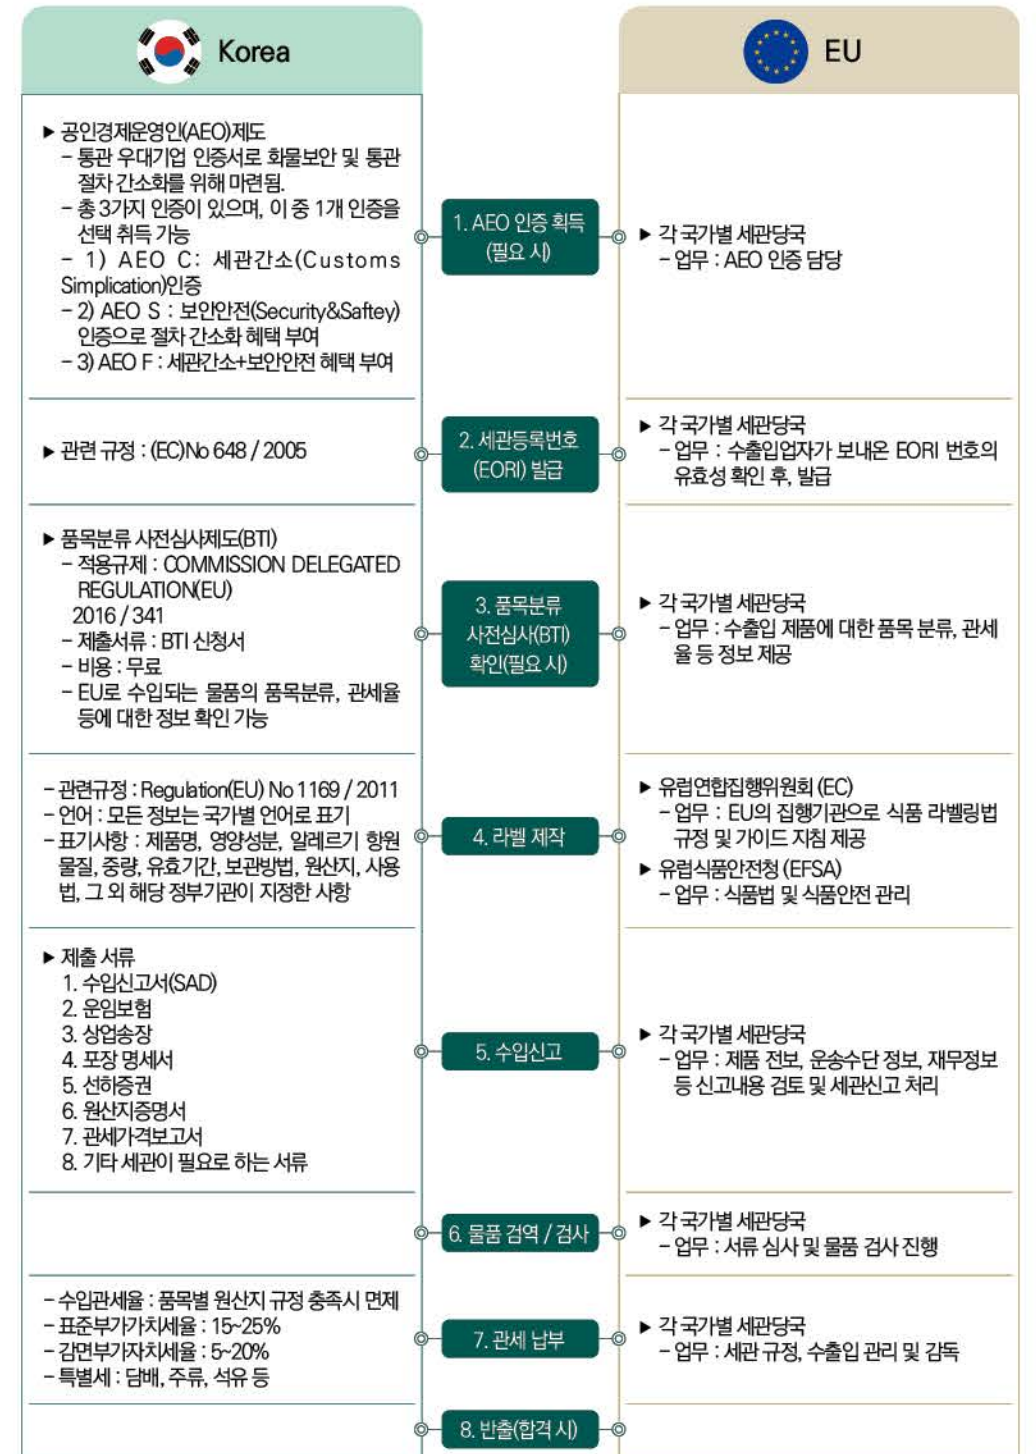 Korea
EU
▶ 공인경제운영인(AEO)제도
– 통관 우대기업 인증서로 화물보안 및 통관
절차 간소화를 위해 마련됨.
– 총 3가지 인증이 있으며, 이 중 1개 인증을
선택 취득 가능
– 1) AEO C: 세관간소(Customs
Simplication)인증
– 2) AEO S : 보안안전(Security&Saftey)
인증으로 절차 간소화 혜택 부여
– 3) AEO F : 세관간소+보안안전 혜택 부여
1. AEO 인증 획득
(필요 시)
▶ 각 국가별 세관당국
– 업무 : AEO 인증 담당
▶ 관련 규정 : (EC)No 648 / 2005
2. 세관등록번호
(EORI) 발급
▶ 각 국가별 세관당국
– 업무 : 수출입업자가 보내온 EORI 번호의
유효성 확인 후, 발급
▶ 품목분류 사전심사제도(BTI)
– 적용규제 : COMMISSION DELEGATED
REGULATION(EU)
2016 / 341
– 제출서류 : BTI 신청서
– 비용 : 무료
– EU로 수입되는 물품의 품목분류, 관세율
등에 대한 정보 확인 가능
3. 품목분류
사전심사(BTI)
확인(필요 시)
▶ 각 국가별 세관당국
– 업무 : 수출입 제품에 대한 품목 분류, 관세
율 등 정보 제공
– 관련규정 : Regulation(EU) No 1169 / 2011
– 언어 : 모든 정보는 국가별 언어로 표기
– 표기사항 : 제품명, 영양성분, 알레르기 항원
물질, 중량, 유효기간, 보관방법, 원산지, 사용
법, 그 외 해당 정부기관이 지정한 사항
4. 라벨 제작
▶ 유럽연합집행위원회 (EC)
– 업무 : EU의 집행기관으로 식품 라벨링법
규정 및 가이드 지침 제공
▶ 유럽식품안전청 (EFSA)
– 업무 : 식품법 및 식품안전 관리
▶ 제출 서류
1. 수입신고서(SAD)
2. 운임보험
3. 상업송장
4. 포장 명세서
5. 선하증권
6. 원산지증명서
7. 관세가격보고서
8. 기타 세관이 필요로 하는 서류
5. 수입신고
▶ 각 국가별 세관당국
– 업무 : 제품 전보, 운송수단 정보, 재무정보
등 신고내용 검토 및 세관신고 처리
6. 물품 검역 / 검사
▶ 각 국가별 세관당국
– 업무 : 서류 심사 및 물품 검사 진행
– 수입관세율 : 품목별 원산지 규정 충족시 면제
– 표준부가가치세율 : 15~25%
– 감면부가자치세율 : 5~20%
– 특별세 : 담배, 주류, 석유 등
7. 관세 납부
▶ 각 국가별 세관당국
– 업무 : 세관 규정, 수출입 관리 및 감독
8. 반출(합격 시)